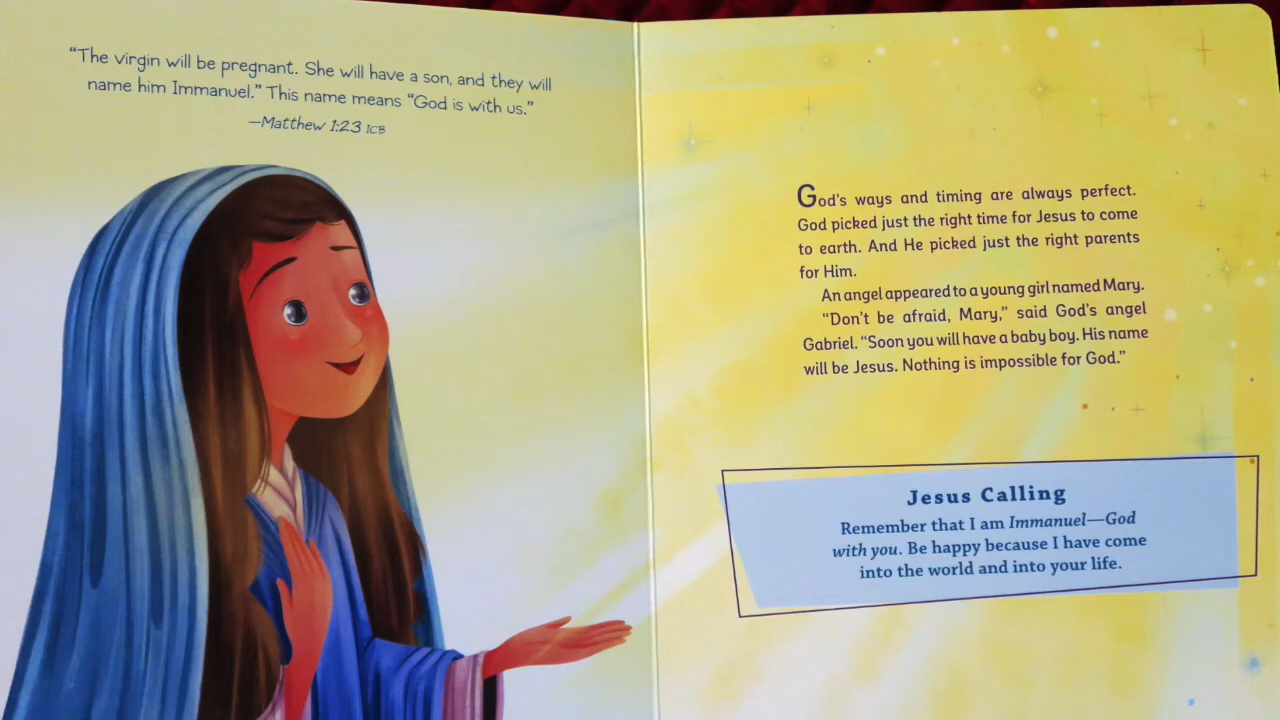 “The virgin will be pregnant. She will have a son, and they will
name him Immanuel.” This name means “God is with us.”
—Matthew 1:23 ICB
God’s ways and timing are always perfect.
God picked just the right time for Jesus to come
to earth. And He picked just the right parents
for Him.
An angel appeared to a young girl named Mary.
“Don’t be afraid, Mary,” said God’s angel
Gabriel. “Soon you will have a baby boy. His name
will be Jesus. Nothing is impossible for God.”
Jesus Calling
Remember that I am Immanuel—God
with you. Be happy because I have come
into the world and into your life.